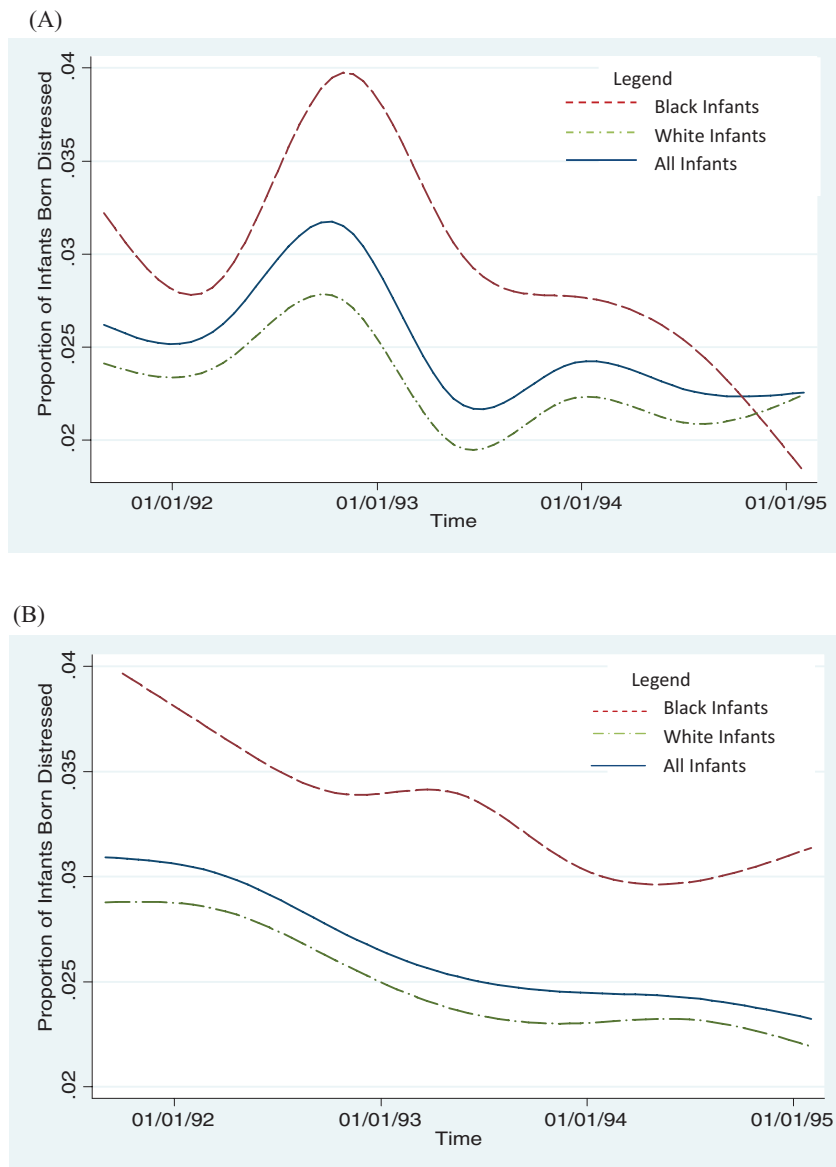 (A)
Proportion of Infants Born Distressed
.04
.035
.03
.025
.02
Legend
Black Infants
White Infants
All Infants
01/01/92
01/01/93
01/01/94
01/01/95
Time
(B)
Proportion of Infants Born Distressed
.04
.035
.03
.025
.02
Legend
Black Infants
White Infants
All Infants
01/01/92
01/01/93
01/01/94
01/01/95
Time